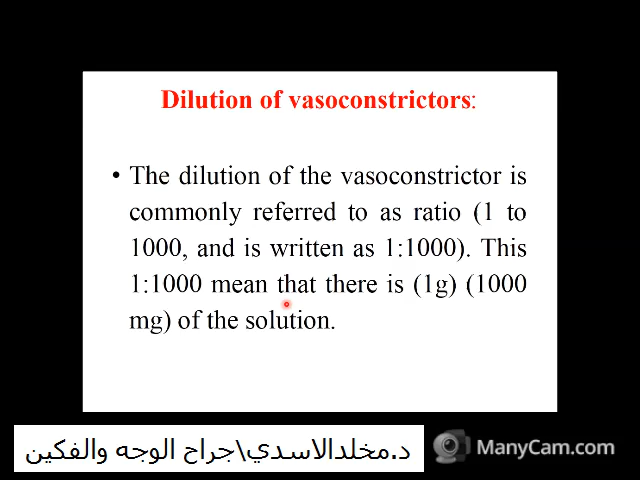 Dilution of vasoconstrictors:
• The dilution of the vasoconstrictor is
commonly referred to as ratio (1 to
1000, and is written as 1:1000). This
1:1000 mean that there is (1g) (1000
mg) of the solution.
د.مخلدالاسدي\جراح الوجه والفكين
ManyCam.com